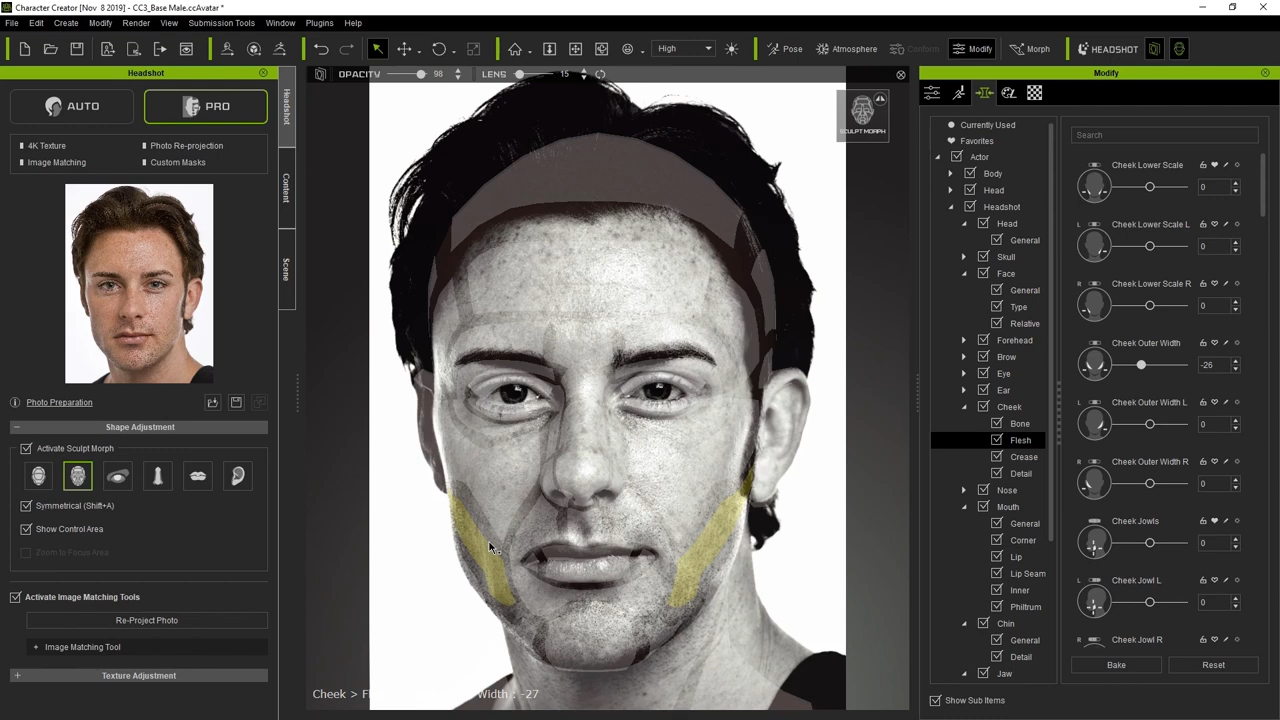 Character Creator [Nov 8 2019] - CC3_Base Male.ccAvatar *
File Edit Create Modify Render Submission Tools Window Plugins Help
High Pose Atmosphere Conform Modify Morph HEADSHOT
Headshot
AUTO PRO
4K Texture Photo Re-projection
Image Matching Custom Masks
Photo Preparation
Shape Adjustment
Activate Sculpt Morph
Symmetrical (Shift+A)
Show Control Area
Zoom to Focus Area
Activate Image Matching Tools
Re-Project Photo
+ Image Matching Tool
Texture Adjustment
Headshot
Content
Scene
OPACITY 98 LENS 15
SCULPT MORPH
Width : -27
Cheek >
Modify
Currently Used
Favorites
Actor
Body
Head
Headshot
Head
General
Skull
Face
General
Type
Relative
Forehead
Brow
Eye
Ear
Cheek
Bone
Flesh
Crease
Detail
Nose
Mouth
General
Corner
Lip
Lip Seam
Inner
Philtrum
Chin
General
Detail
Jaw
Show Sub Items
Search
Cheek Lower Scale
0
Cheek Lower Scale L
L 0
Cheek Lower Scale R
R 0
Cheek Outer Width
-26
Cheek Outer Width L
L 0
Cheek Outer Width R
R 0
Cheek Jowls
0
Cheek Jowl L
L 0
Cheek Jowl R
R
Bake Reset